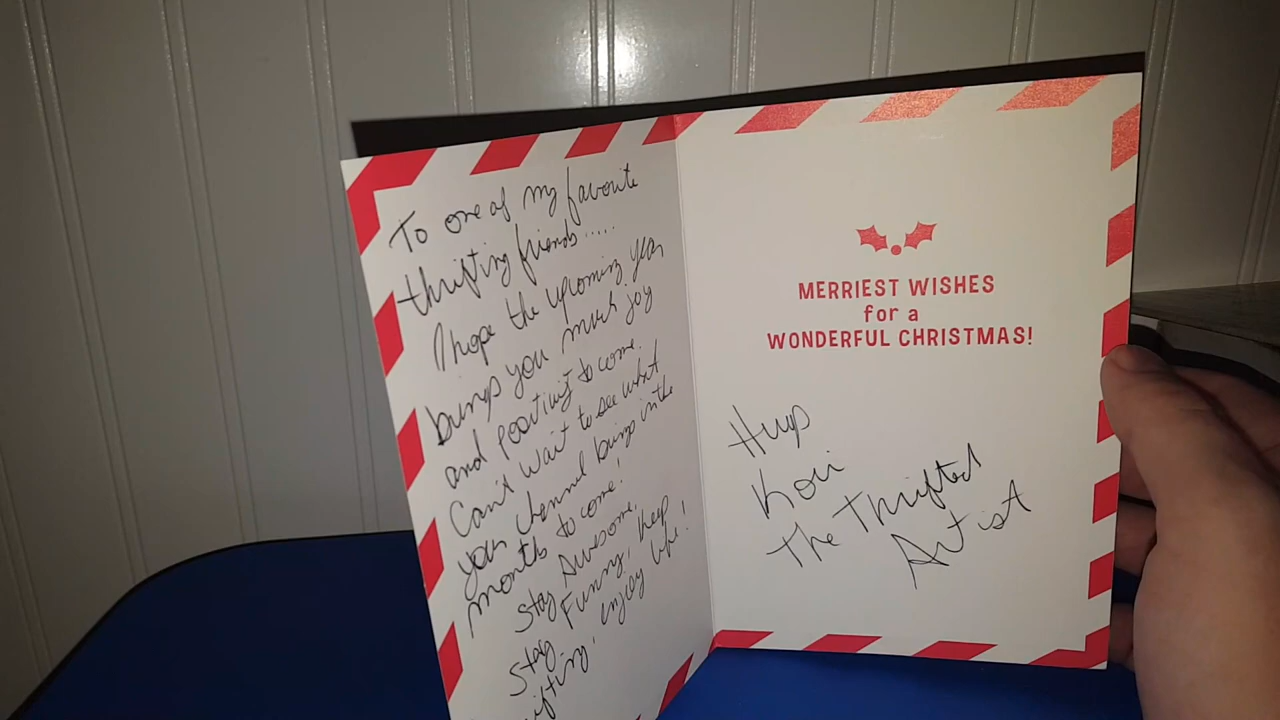 To one of my favorite
thrifting friends.....
I hope the upcoming year
brings you much joy
and positivity to come.
Can't wait to see what
your channel brings in the
months to come!
Stay Awesome,
Stay Funny, keep
enjoy life!
MERRIEST WISHES
for a
WONDERFUL CHRISTMAS!
Hugs
Kori
The Thrifted
Artist